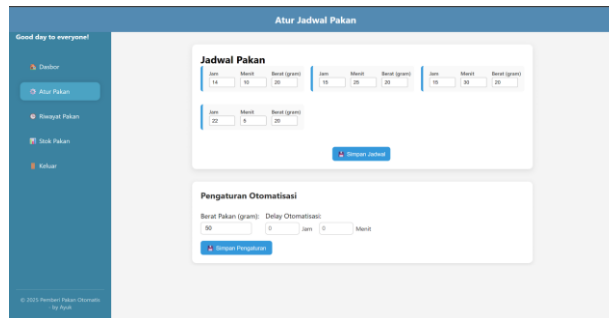 Atur Jadwal Pakan
Good day to everyone!
Dasbor
Atur Pakan
Riwayat Pakan
Stok Pakan
Keluar
© 2025 Pemberi Pakan Otomatis
- by Ayuk
Jadwal Pakan
Jam Menit Berat (gram) Jam Menit Berat (gram) Jam Menit Berat (gram)
14 10 20 15 25 20 15 30 20
Jam Menit Berat (gram)
22 5 20
Simpan Jadwal
Pengaturan Otomatisasi
Berat Pakan (gram): Delay Otomatisasi:
50 0 Jam 0 Menit
Simpan Pengaturan